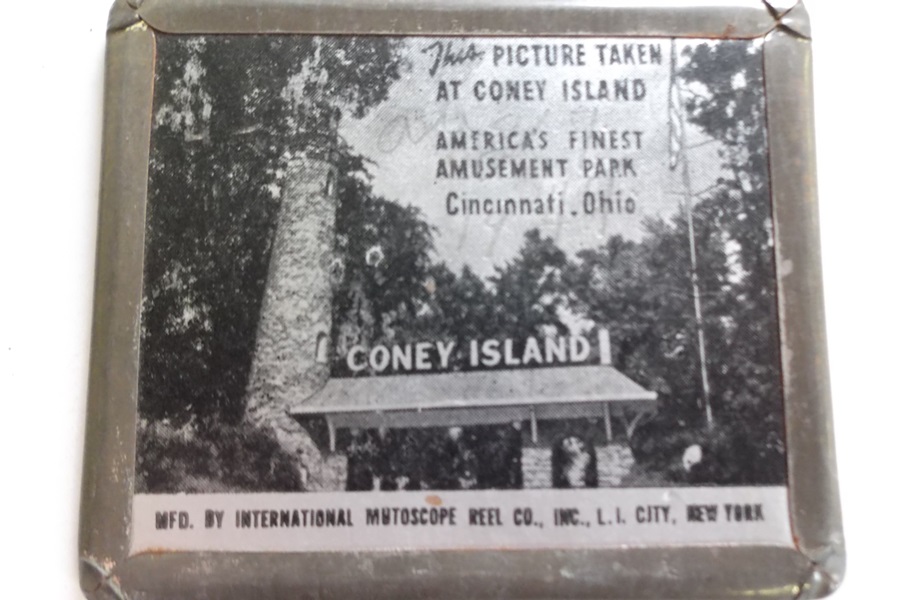 This PICTURE TAKEN
AT CONEY ISLAND
AMERICA'S FINEST
AMUSEMENT PARK
Cincinnati, Ohio
CONEY ISLAND
MFD. BY INTERNATIONAL MUTOSCOPE REEL CO., INC., L. I. CITY, NEW YORK